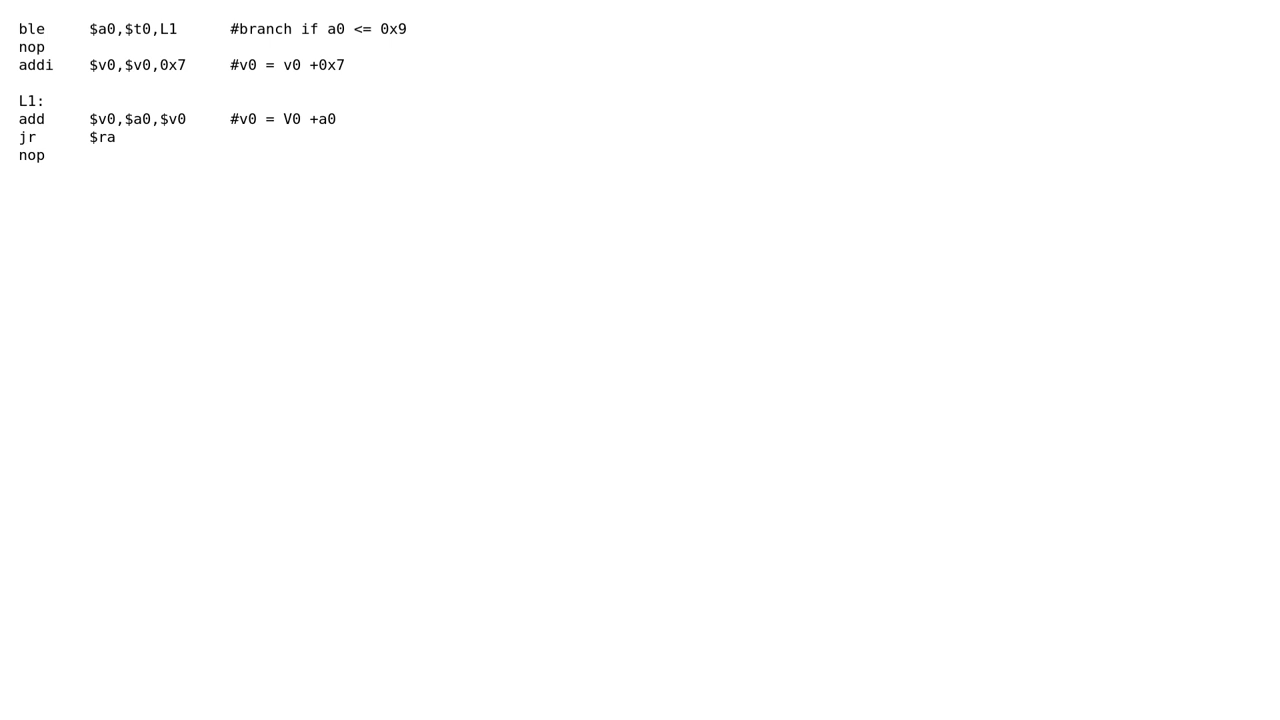 ble     $a0,$t0,L1      #branch if a0 <= 0x9
nop
addi    $v0,$v0,0x7     #v0 = v0 +0x7
L1:
add     $v0,$a0,$v0     #v0 = V0 +a0
jr      $ra
nop